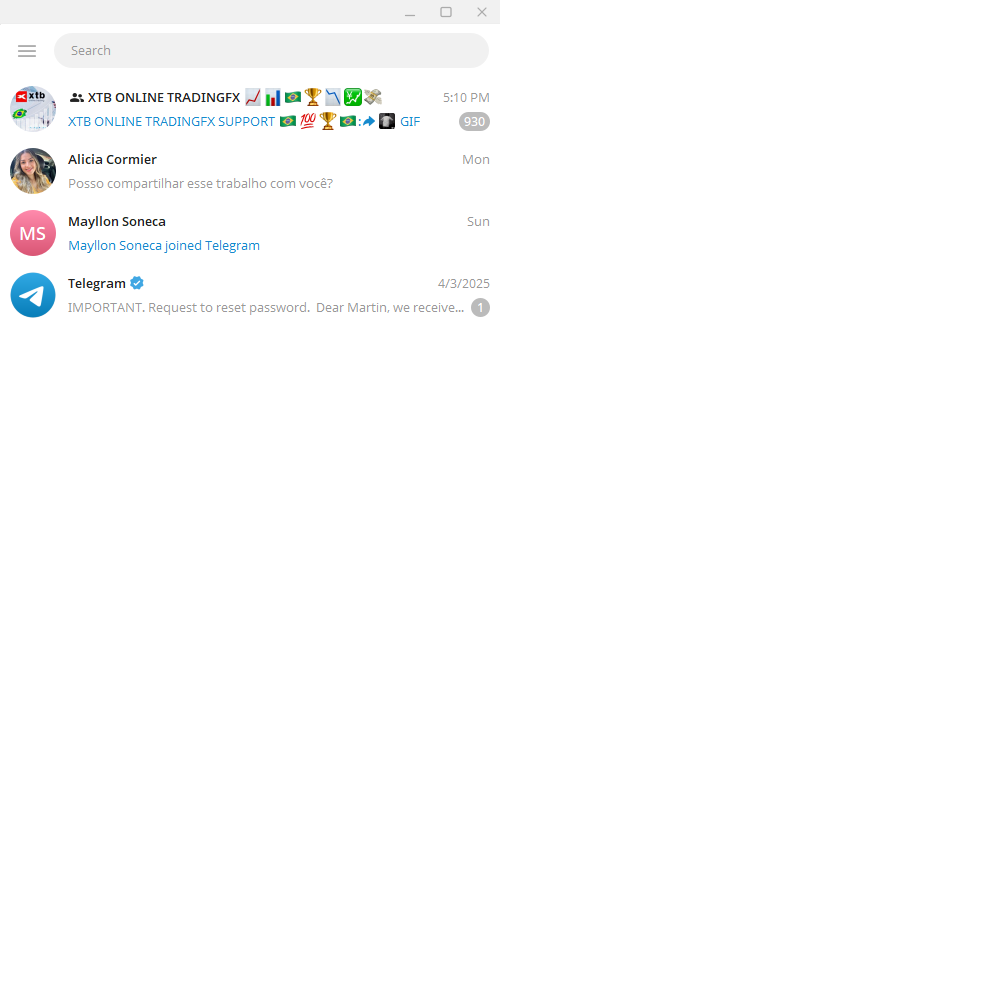 Search
xtb
XTB ONLINE TRADINGFX 📈📊🇧🇷🏆📉💹💸 5:10 PM
XTB ONLINE TRADINGFX SUPPORT 🇧🇷💯🏆🇧🇷: GIF 930
Alicia Cormier Mon
Posso compartilhar esse trabalho com você?
MS
Mayllon Soneca Sun
Mayllon Soneca joined Telegram
Telegram 4/3/2025
IMPORTANT. Request to reset password. Dear Martin, we receive... 1